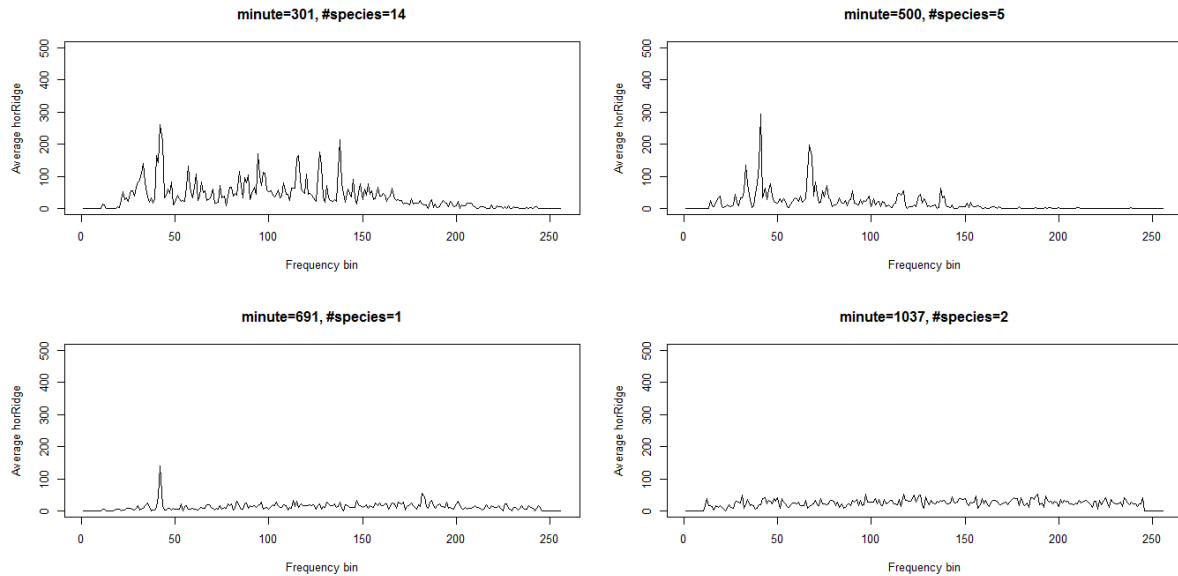 minute=301, #species=14
500
400
300
200
100
0
Average horRidge
0 50 100 150 200 250
Frequency bin
minute=500, #species=5
500
400
300
200
100
0
Average horRidge
0 50 100 150 200 250
Frequency bin
minute=691, #species=1
500
400
300
200
100
0
Average horRidge
0 50 100 150 200 250
Frequency bin
minute=1037, #species=2
500
400
300
200
100
0
Average horRidge
0 50 100 150 200 250
Frequency bin